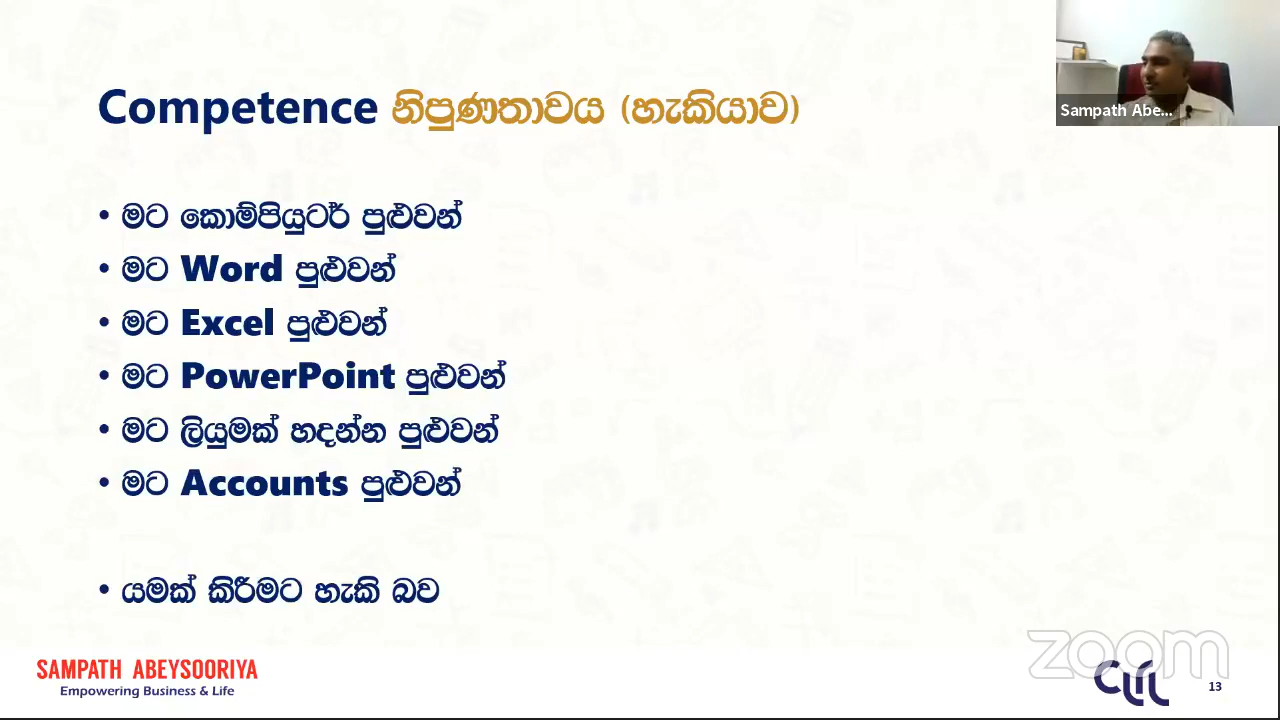 Competence නිපුණතාවය (හැකියාව)
Sampath Abe...
• මට කොම්පියුටර් පුළුවන්
• මට Word පුළුවන්
• මට Excel පුළුවන්
• මට PowerPoint පුළුවන්
• මට ලියුමක් හදන්න පුළුවන්
• මට Accounts පුළුවන්
• යමක් කිරීමට හැකි බව
zoom
SAMPATH ABEYSOORIYA
Empowering Business & Life
13